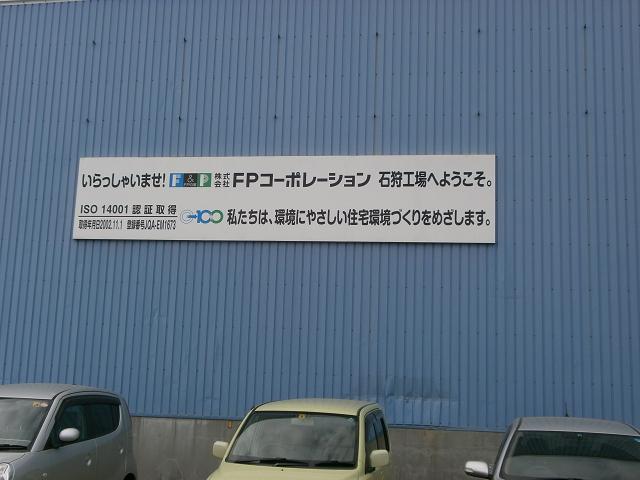 いらっしゃいませ! F&P 株式会社 FPコーポレーション 石狩工場へようこそ。
ISO 14001 認証取得
取得年月日2002.11.1 登録番号JQA-EM1673
G-100 私たちは、環境にやさしい住宅環境づくりをめざします。